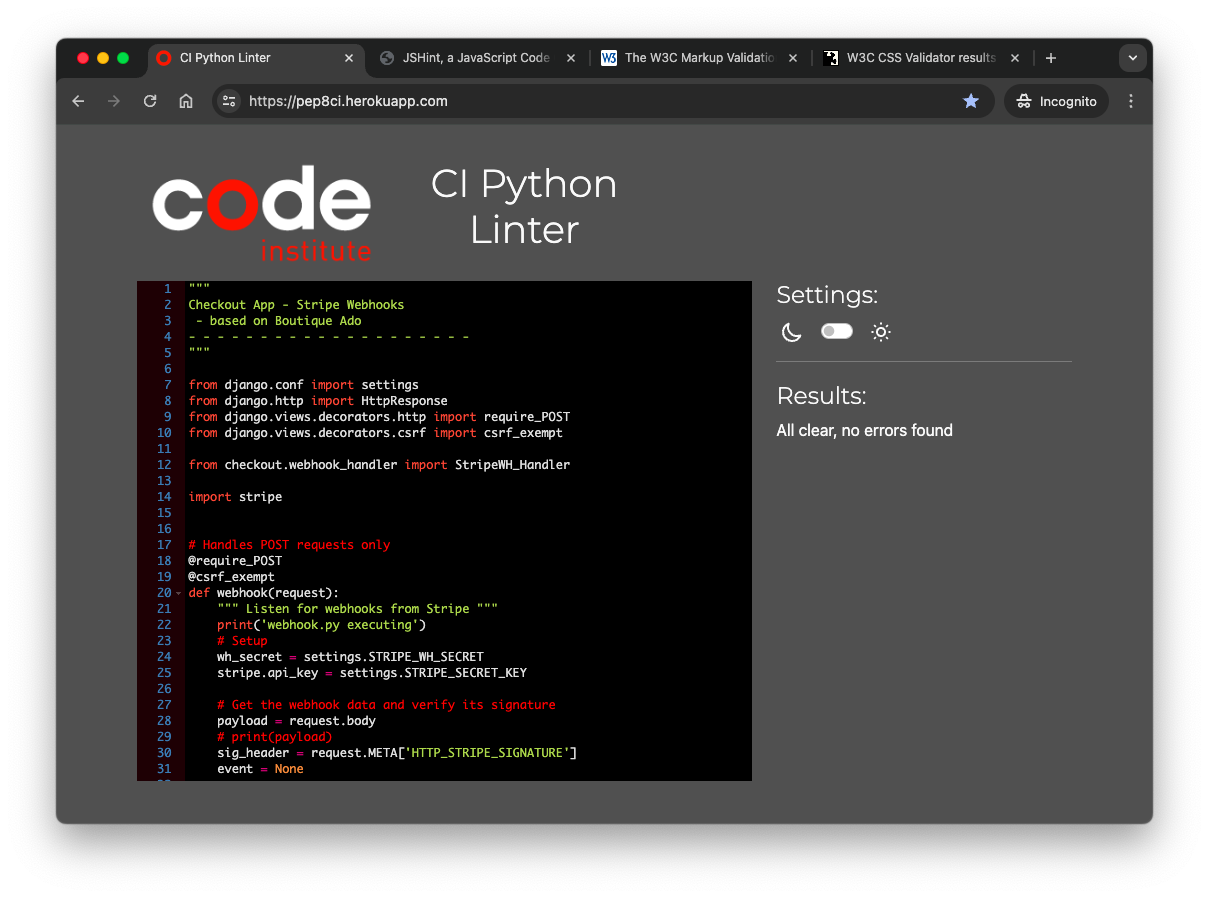 CI Python Linter
JSHint, a JavaScript Code
The W3C Markup Validatio
W3C CSS Validator results
https://pep8ci.herokuapp.com
Incognito
code
institute
CI Python
Linter
1 """
2 Checkout App - Stripe Webhooks
3  - based on Boutique Ado
4 - - - - - - - - - - - - - - - - - - - -
5 """
6
7 from django.conf import settings
8 from django.http import HttpResponse
9 from django.views.decorators.http import require_POST
10 from django.views.decorators.csrf import csrf_exempt
11
12 from checkout.webhook_handler import StripeWH_Handler
13
14 import stripe
15
16
17 # Handles POST requests only
18 @require_POST
19 @csrf_exempt
20 def webhook(request):
21     """ Listen for webhooks from Stripe """
22     print('webhook.py executing')
23     # Setup
24     wh_secret = settings.STRIPE_WH_SECRET
25     stripe.api_key = settings.STRIPE_SECRET_KEY
26
27     # Get the webhook data and verify its signature
28     payload = request.body
29     # print(payload)
30     sig_header = request.META['HTTP_STRIPE_SIGNATURE']
31     event = None
Settings:
Results:
All clear, no errors found